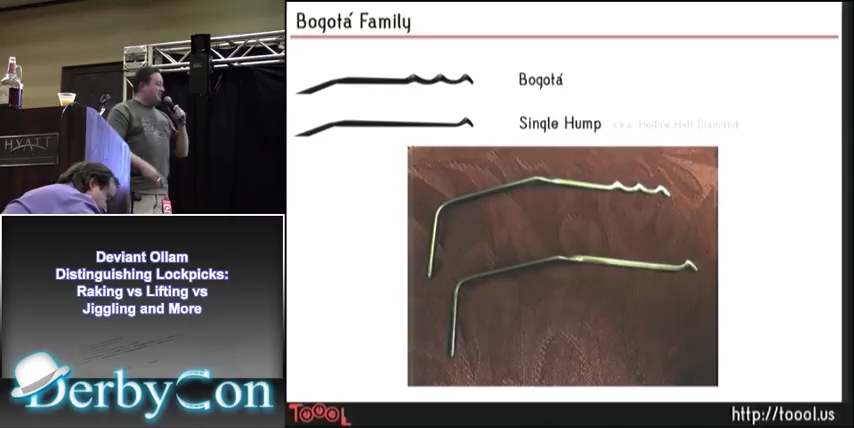 Bogotá Family
Bogotá
Single Hump a.k.a. Hollow Half Diamond
HYATT
Deviant Ollam
Distinguishing Lockpicks:
Raking vs Lifting vs
Jiggling and More
DerbyCon
TOOOL
http://toool.us